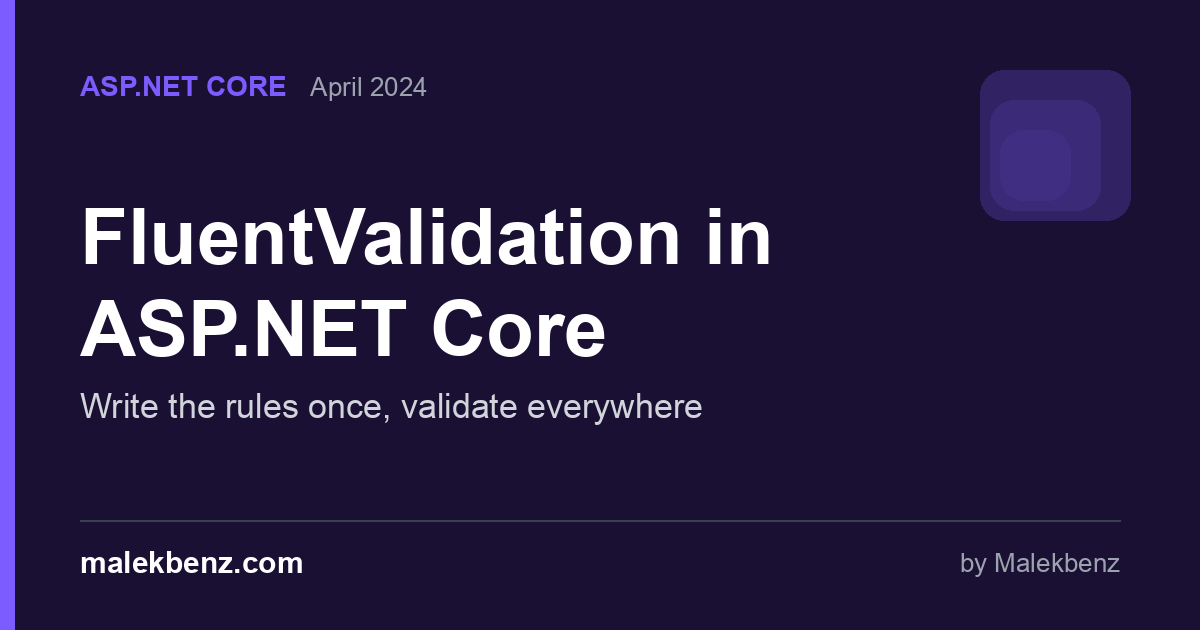 ASP.NET CORE April 2024
FluentValidation in
ASP.NET Core
Write the rules once, validate everywhere
malekbenz.com by Malekbenz